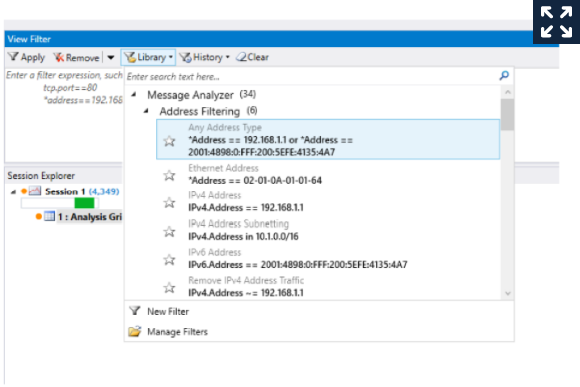 View Filter
Apply Remove Library History Clear
Enter a filter expression, such
tcp.port==80
*address==192.168
Enter search text here...
Message Analyzer (34)
Address Filtering (6)
Any Address Type
*Address == 192.168.1.1 or *Address ==
2001:4898:0:FFF:200:5EFE:4135:4A7
Ethernet Address
*Address == 02-01-0A-01-01-64
IPv4 Address
IPv4.Address == 192.168.1.1
IPv4 Address Subnetting
IPv4.Address in 10.1.0.0/16
IPv6 Address
IPv6.Address == 2001:4898:0:FFF:200:5EFE:4135:4A7
Remove IPv4 Address Traffic
IPv4.Address ~= 192.168.1.1
New Filter
Manage Filters
Session Explorer
Session 1 (4,349)
1 : Analysis Gri